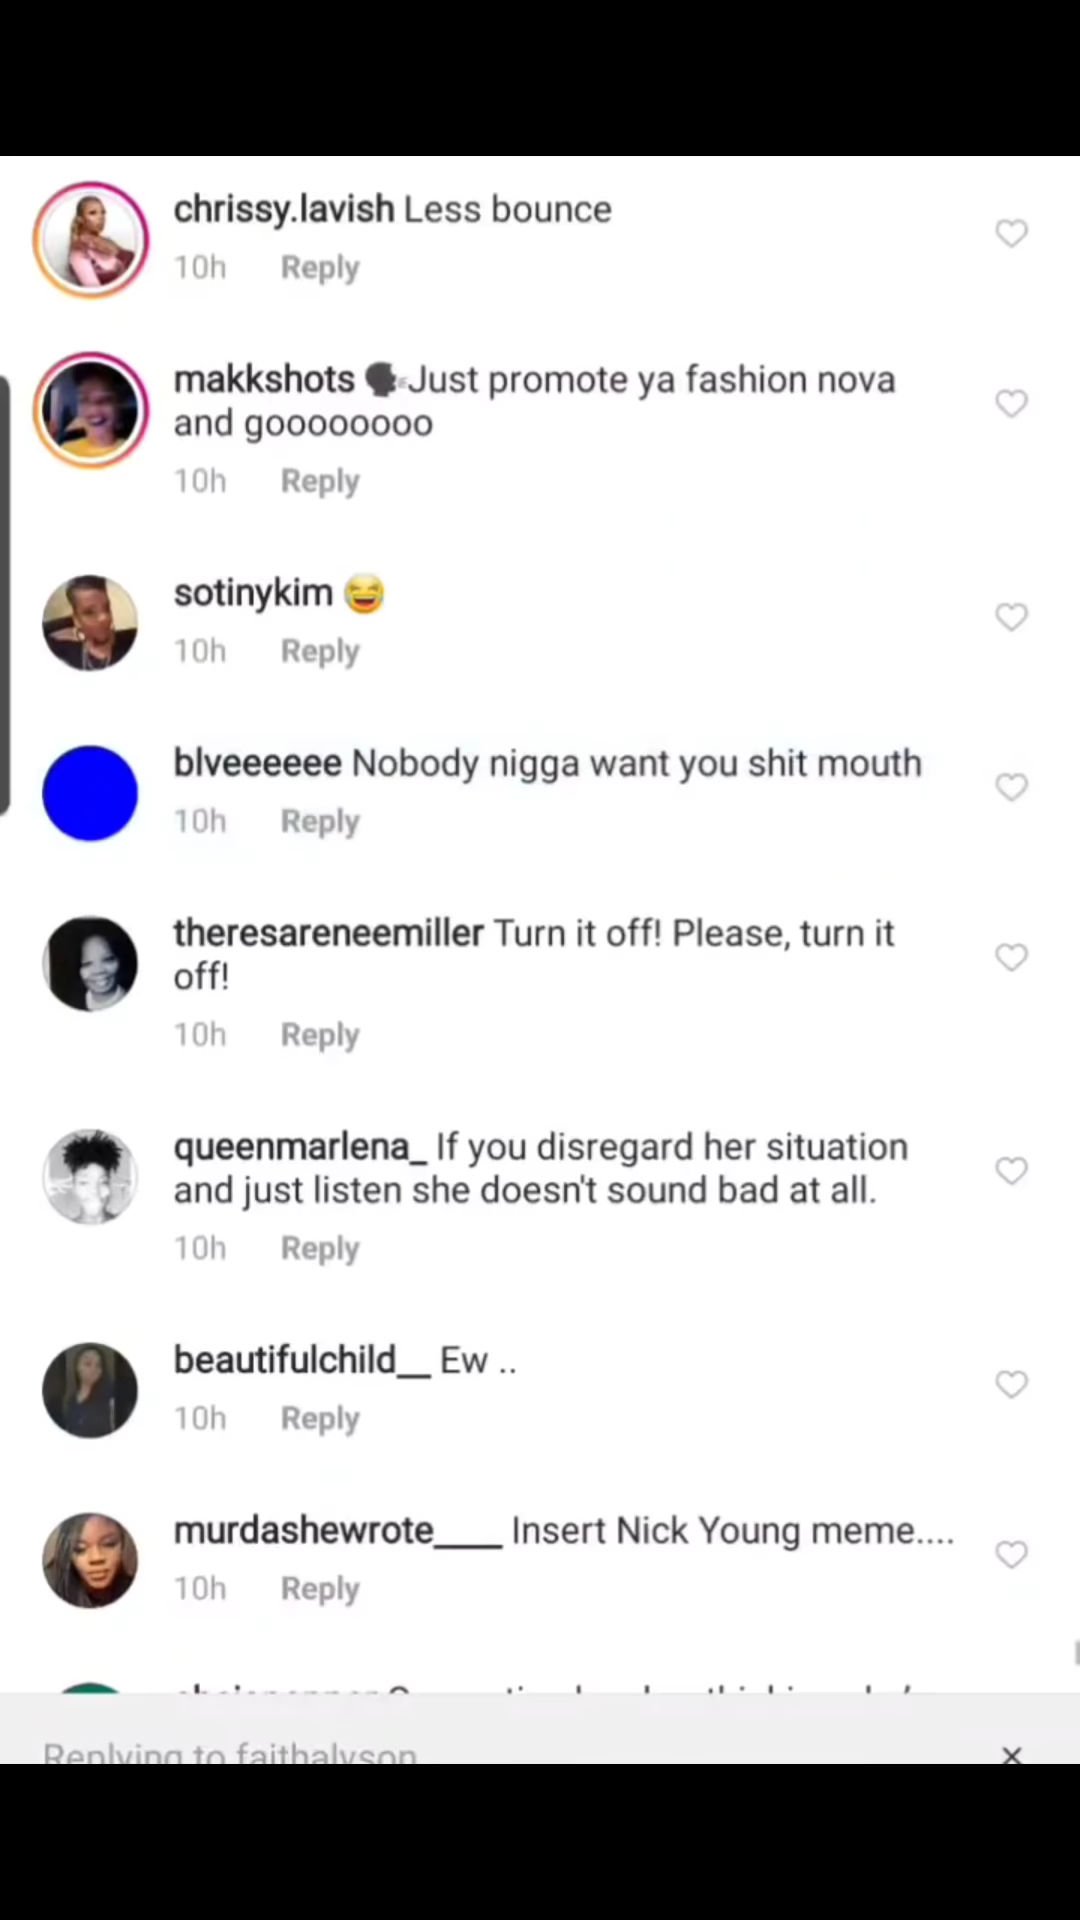 chrissy.lavish Less bounce
10h Reply
makkshots 🗣Just promote ya fashion nova
and goooooooo
10h Reply
sotinykim 😂
10h Reply
blveeeeee Nobody nigga want you shit mouth
10h Reply
theresareneemiller Turn it off! Please, turn it
off!
10h Reply
queenmarlena_ If you disregard her situation
and just listen she doesn't sound bad at all.
10h Reply
beautifulchild__ Ew ..
10h Reply
murdashewrote____ Insert Nick Young meme....
10h Reply
Replying to faithalyson